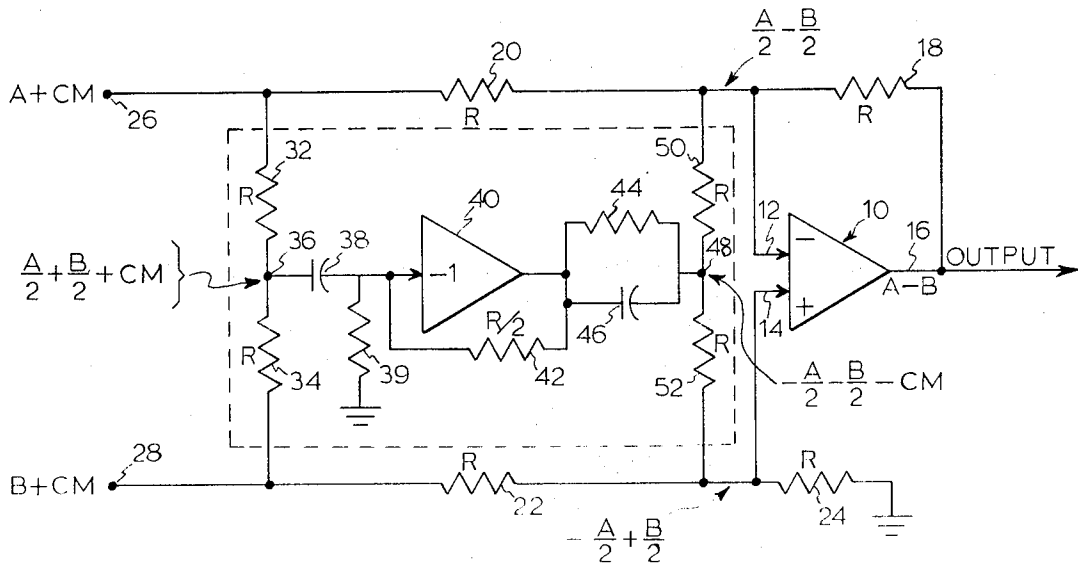 A/2 - B/2
20
18
A+CM
26
R
R
32
50
R
R
44
40
36
38
12
10
-
16
OUTPUT
48
A/2 + B/2 + CM
-1
A-B
14
+
46
R/2
42
R
34
39
R
52
-A/2 - B/2 - CM
28
B+CM
R
22
R
24
-A/2 + B/2